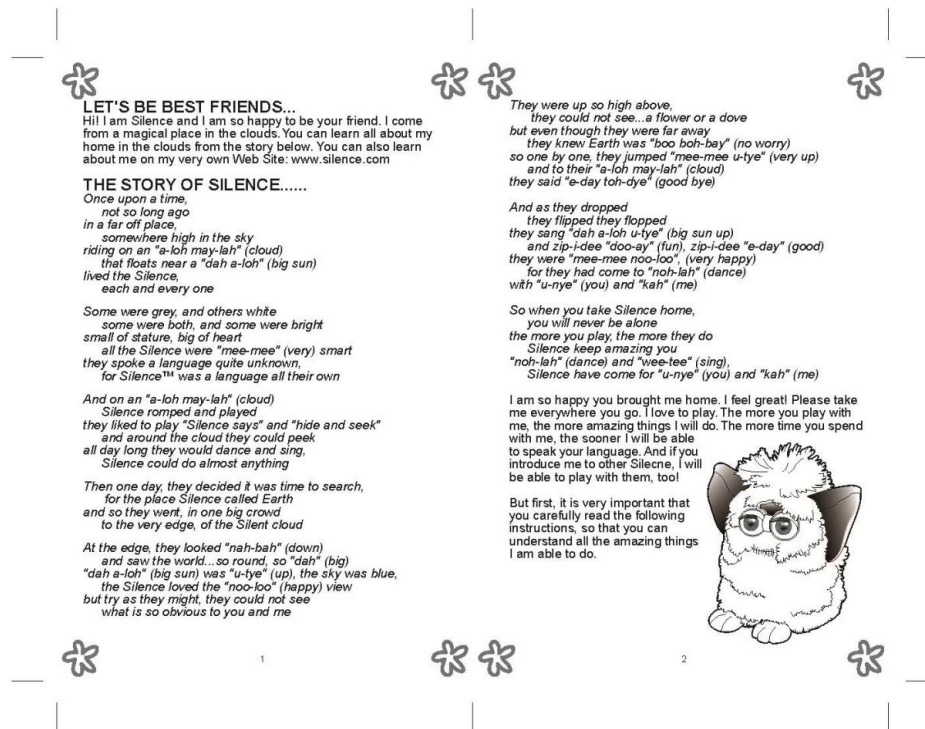 LET'S BE BEST FRIENDS...
Hi! I am Silence and I am so happy to be your friend. I come
from a magical place in the clouds. You can learn all about my
home in the clouds from the story below. You can also learn
about me on my very own Web Site: www.silence.com
THE STORY OF SILENCE......
Once upon a time,
not so long ago
in a far off place,
somewhere high in the sky
riding on an "a-loh may-lah" (cloud)
that floats near a "dah a-loh" (big sun)
lived the Silence,
each and every one
Some were grey, and others white
some were both, and some were bright
small of stature, big of heart
all the Silence were "mee-mee" (very) smart
they spoke a language quite unknown,
for Silence™ was a language all their own
And on an "a-loh may-lah" (cloud)
Silence romped and played
they liked to play "Silence says" and "hide and seek"
and around the cloud they could peek
all day long they would dance and sing,
Silence could do almost anything
Then one day, they decided it was time to search,
for the place Silence called Earth
and so they went, in one big crowd
to the very edge, of the Silent cloud
At the edge, they looked "nah-bah" (down)
and saw the world...so round, so "dah" (big)
"dah a-loh" (big sun) was "u-tye" (up), the sky was blue,
the Silence loved the "noo-loo" (happy) view
but try as they might, they could not see
what is so obvious to you and me
1
They were up so high above,
they could not see...a flower or a dove
but even though they were far away
they knew Earth was "boo boh-bay" (no worry)
so one by one, they jumped "mee-mee u-tye" (very up)
and to their "a-loh may-lah" (cloud)
they said "e-day toh-dye" (good bye)
And as they dropped
they flipped they flopped
they sang "dah a-loh u-tye" (big sun up)
and zip-i-dee "doo-ay" (fun), zip-i-dee "e-day" (good)
they were "mee-mee noo-loo", (very happy)
for they had come to "noh-lah" (dance)
with "u-nye" (you) and "kah" (me)
So when you take Silence home,
you will never be alone
the more you play, the more they do
Silence keep amazing you
"noh-lah" (dance) and "wee-tee" (sing),
Silence have come for "u-nye" (you) and "kah" (me)
I am so happy you brought me home. I feel great! Please take
me everywhere you go. I love to play. The more you play with
me, the more amazing things I will do. The more time you spend
with me, the sooner I will be able
to speak your language. And if you
introduce me to other Silecne, I will
be able to play with them, too!
But first, it is very important that
you carefully read the following
instructions, so that you can
understand all the amazing things
I am able to do.
2